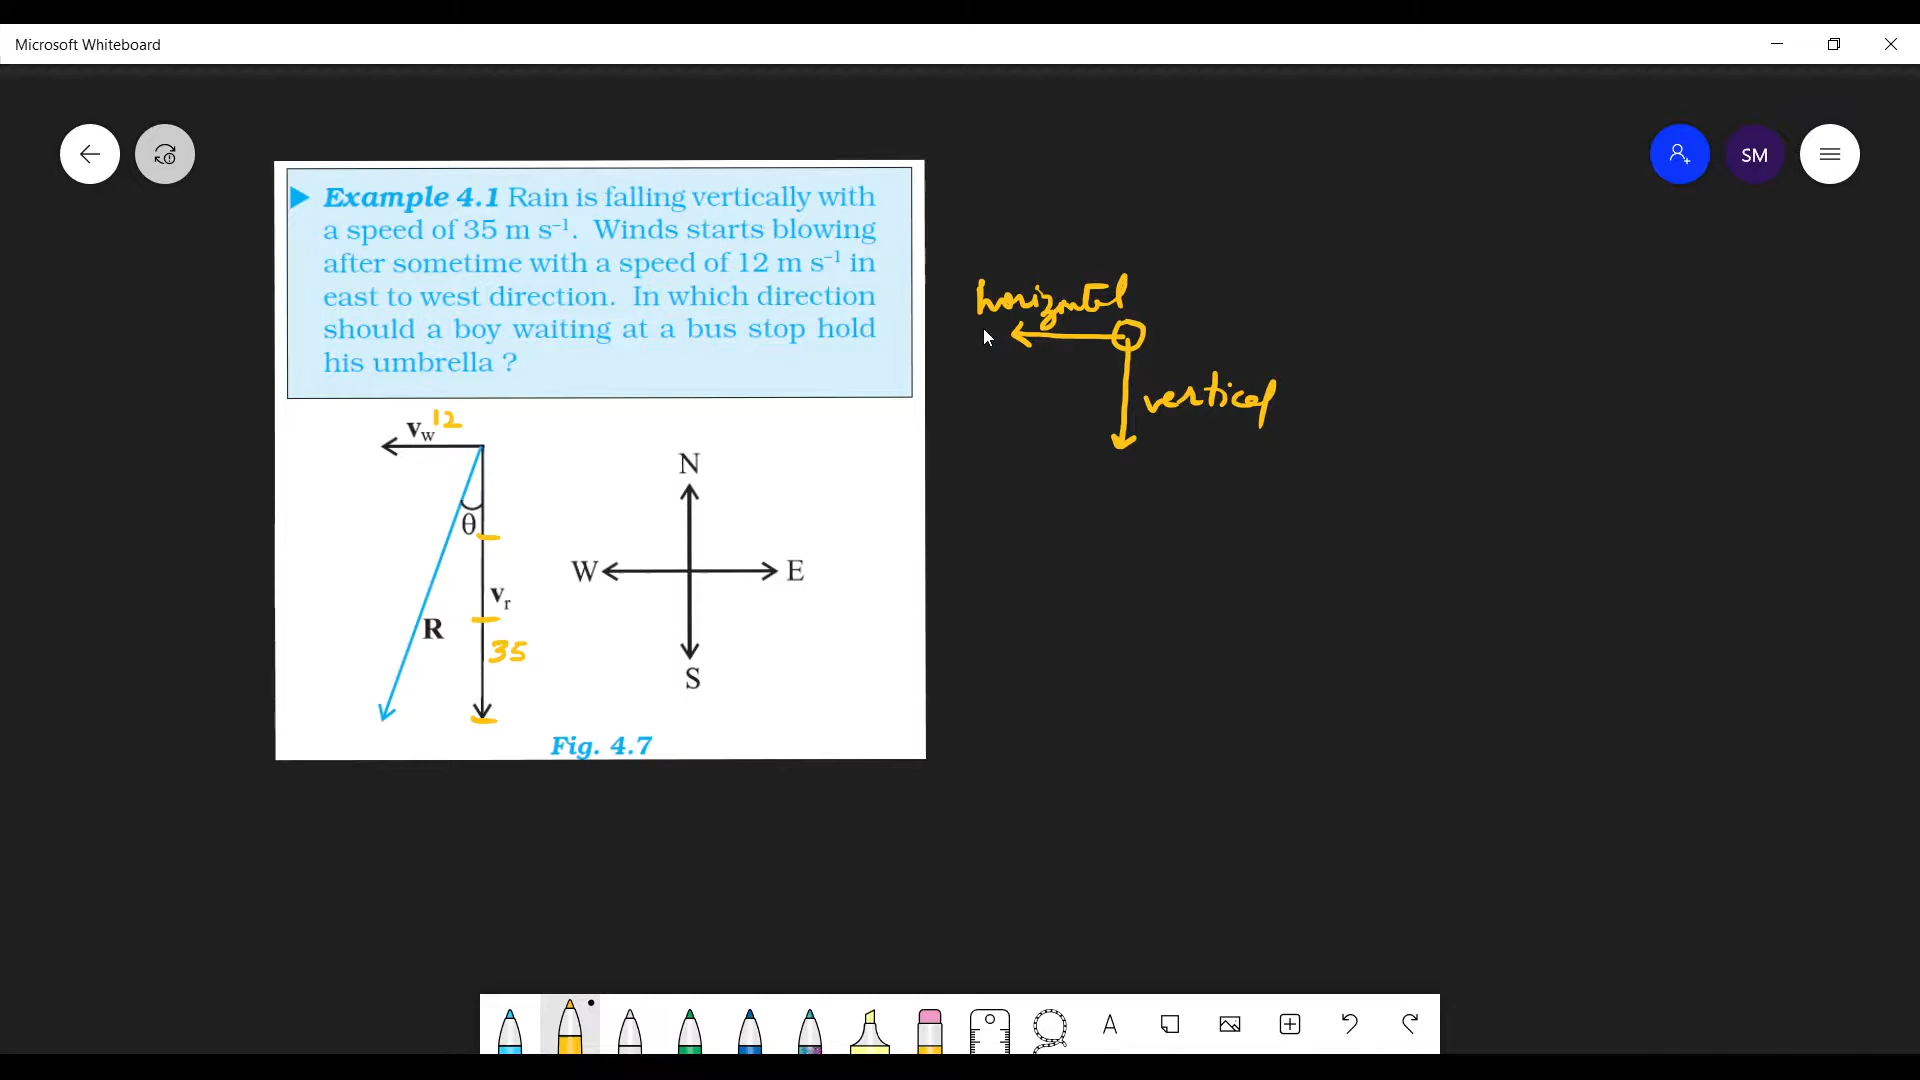 Microsoft Whiteboard
SM
Example 4.1 Rain is falling vertically with
a speed of 35 m s⁻¹. Winds starts blowing
after sometime with a speed of 12 m s⁻¹ in
east to west direction. In which direction
should a boy waiting at a bus stop hold
his umbrella ?
horizontal
vertical
v_w 12
N
θ
W E
v_r
R
35
S
Fig. 4.7
A